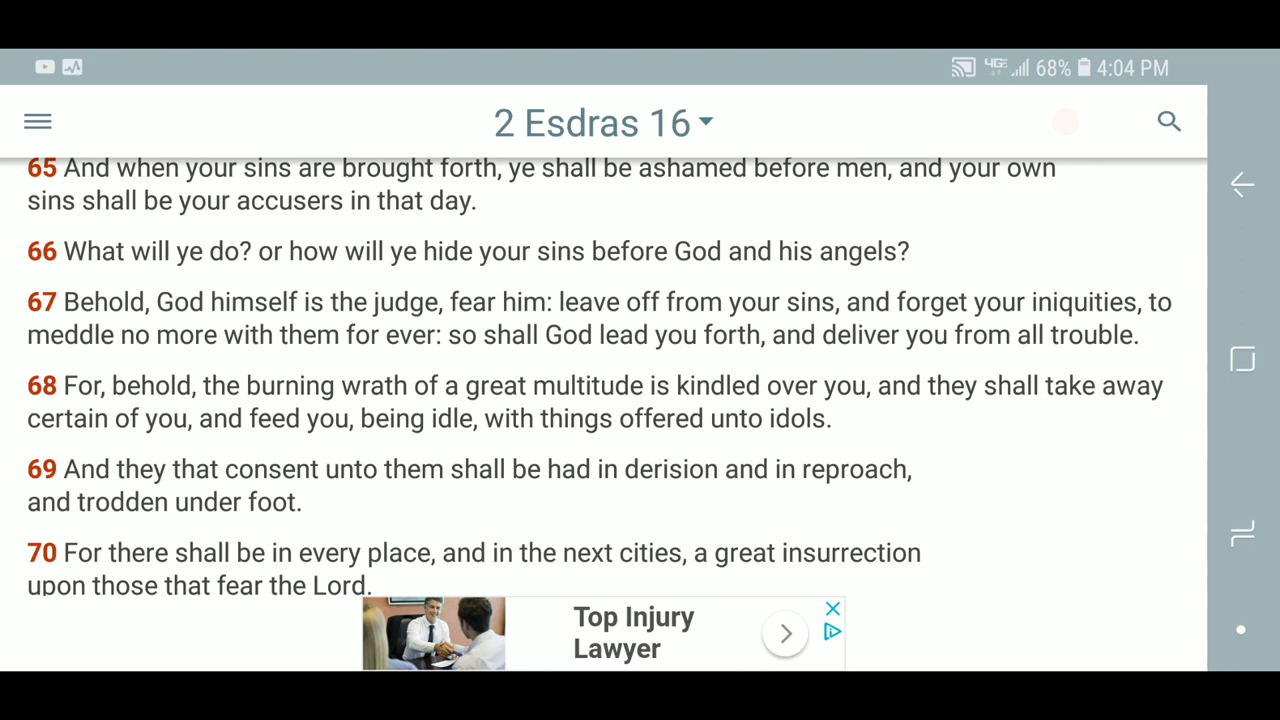 4GE 68% 4:04 PM
2 Esdras 16
65 And when your sins are brought forth, ye shall be ashamed before men, and your own
sins shall be your accusers in that day.
66 What will ye do? or how will ye hide your sins before God and his angels?
67 Behold, God himself is the judge, fear him: leave off from your sins, and forget your iniquities, to
meddle no more with them for ever: so shall God lead you forth, and deliver you from all trouble.
68 For, behold, the burning wrath of a great multitude is kindled over you, and they shall take away
certain of you, and feed you, being idle, with things offered unto idols.
69 And they that consent unto them shall be had in derision and in reproach,
and trodden under foot.
70 For there shall be in every place, and in the next cities, a great insurrection
upon those that fear the Lord.
Top Injury
Lawyer